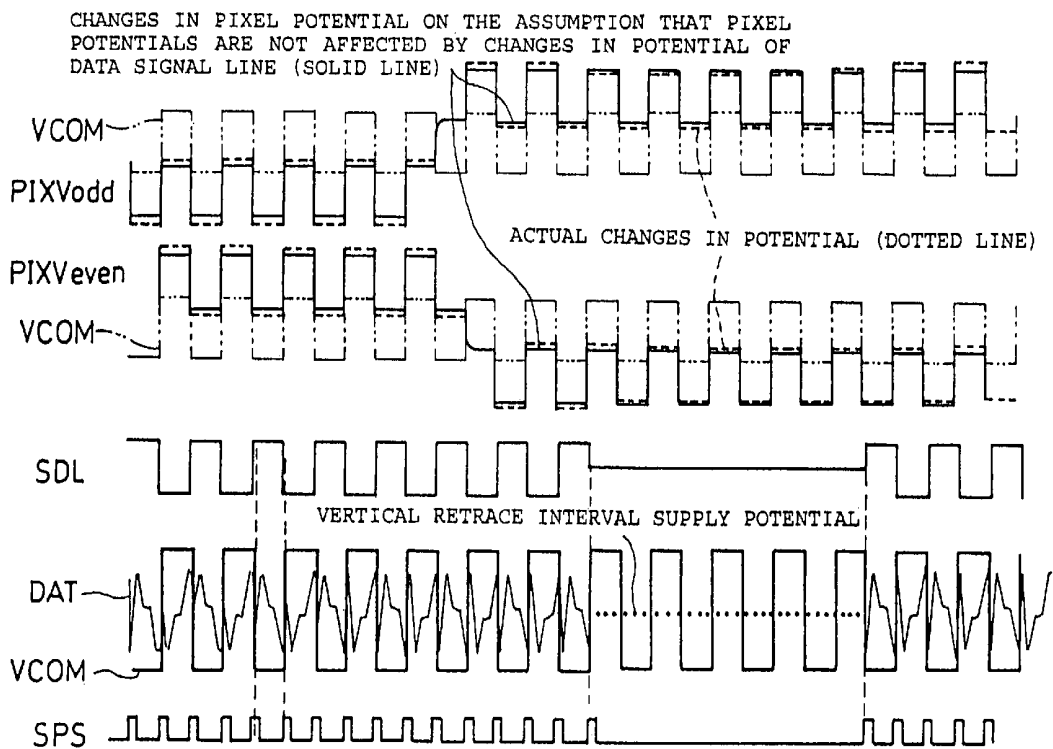 CHANGES IN PIXEL POTENTIAL ON THE ASSUMPTION THAT PIXEL
POTENTIALS ARE NOT AFFECTED BY CHANGES IN POTENTIAL OF
DATA SIGNAL LINE (SOLID LINE)
VCOM
PIXVodd
ACTUAL CHANGES IN POTENTIAL (DOTTED LINE)
PIXVeven
VCOM
SDL
VERTICAL RETRACE INTERVAL SUPPLY POTENTIAL
DAT
VCOM
SPS